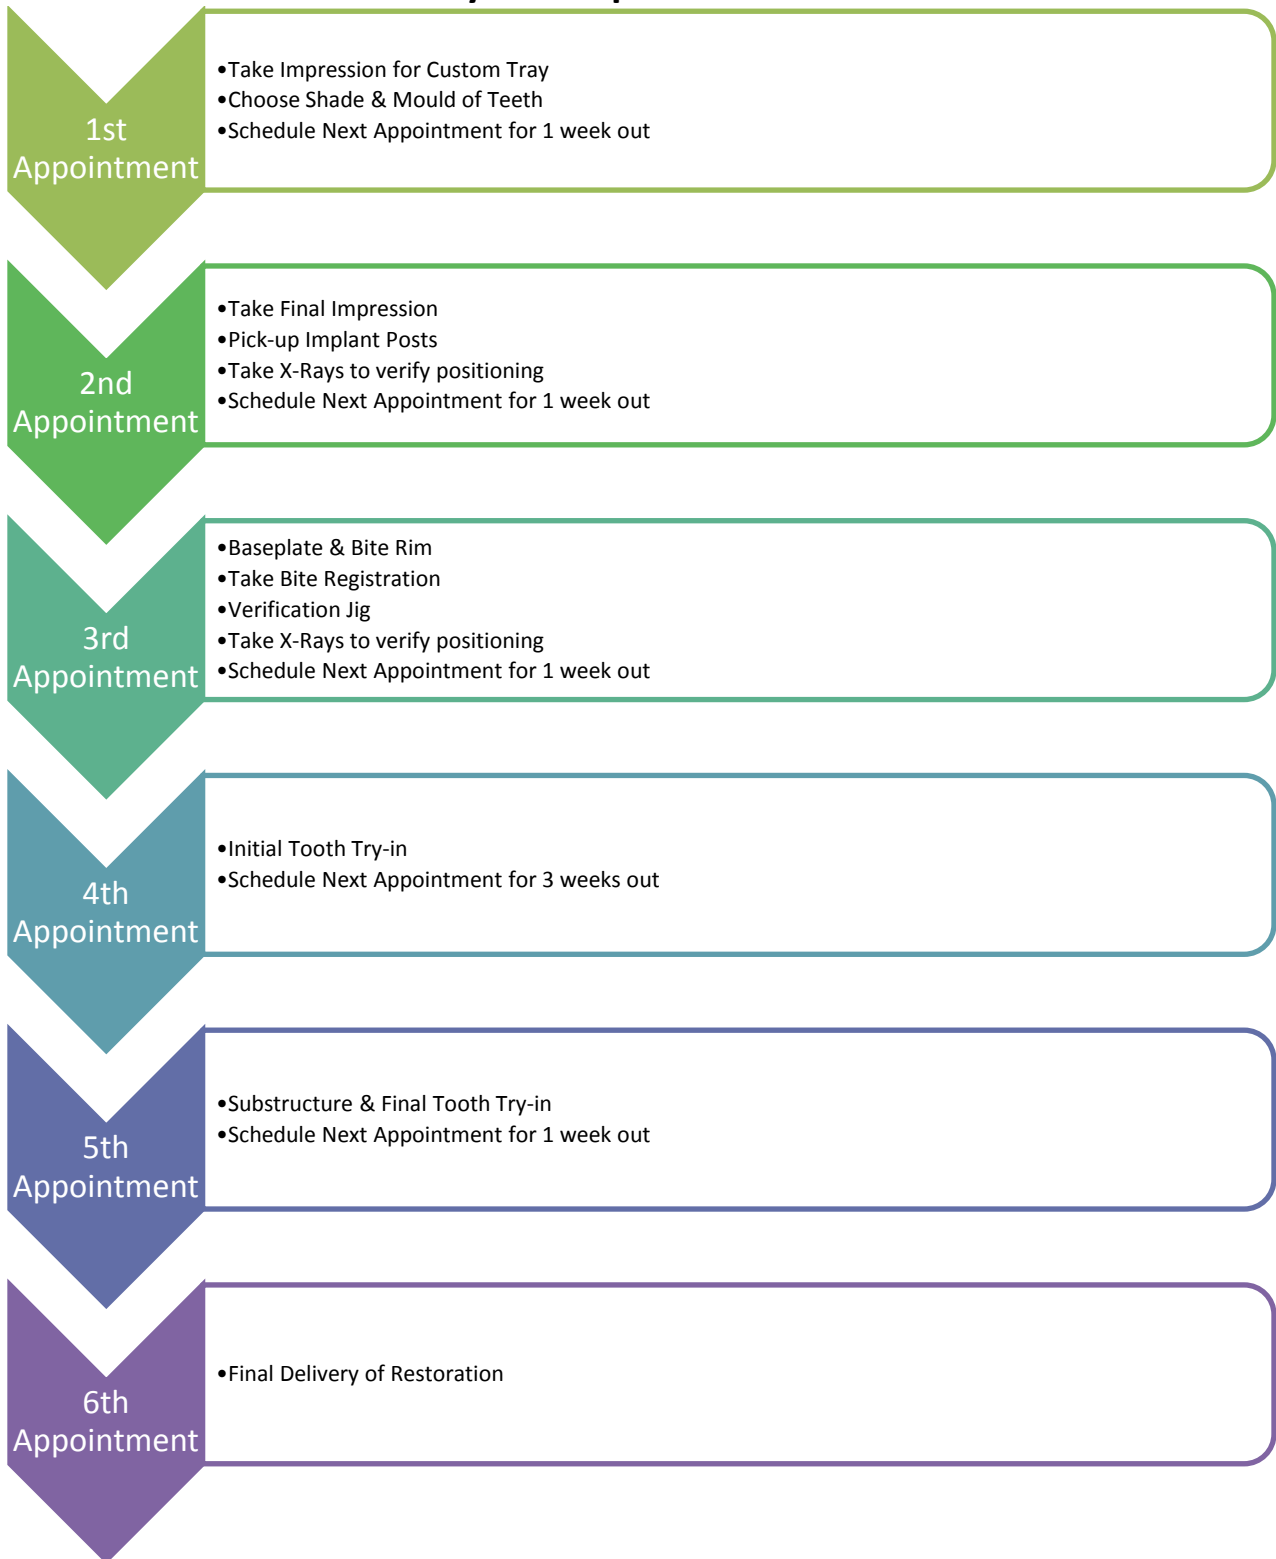 1st
Appointment
•Take Impression for Custom Tray
•Choose Shade & Mould of Teeth
•Schedule Next Appointment for 1 week out
2nd
Appointment
•Take Final Impression
•Pick-up Implant Posts
•Take X-Rays to verify positioning
•Schedule Next Appointment for 1 week out
3rd
Appointment
•Baseplate & Bite Rim
•Take Bite Registration
•Verification Jig
•Take X-Rays to verify positioning
•Schedule Next Appointment for 1 week out
4th
Appointment
•Initial Tooth Try-in
•Schedule Next Appointment for 3 weeks out
5th
Appointment
•Substructure & Final Tooth Try-in
•Schedule Next Appointment for 1 week out
6th
Appointment
•Final Delivery of Restoration